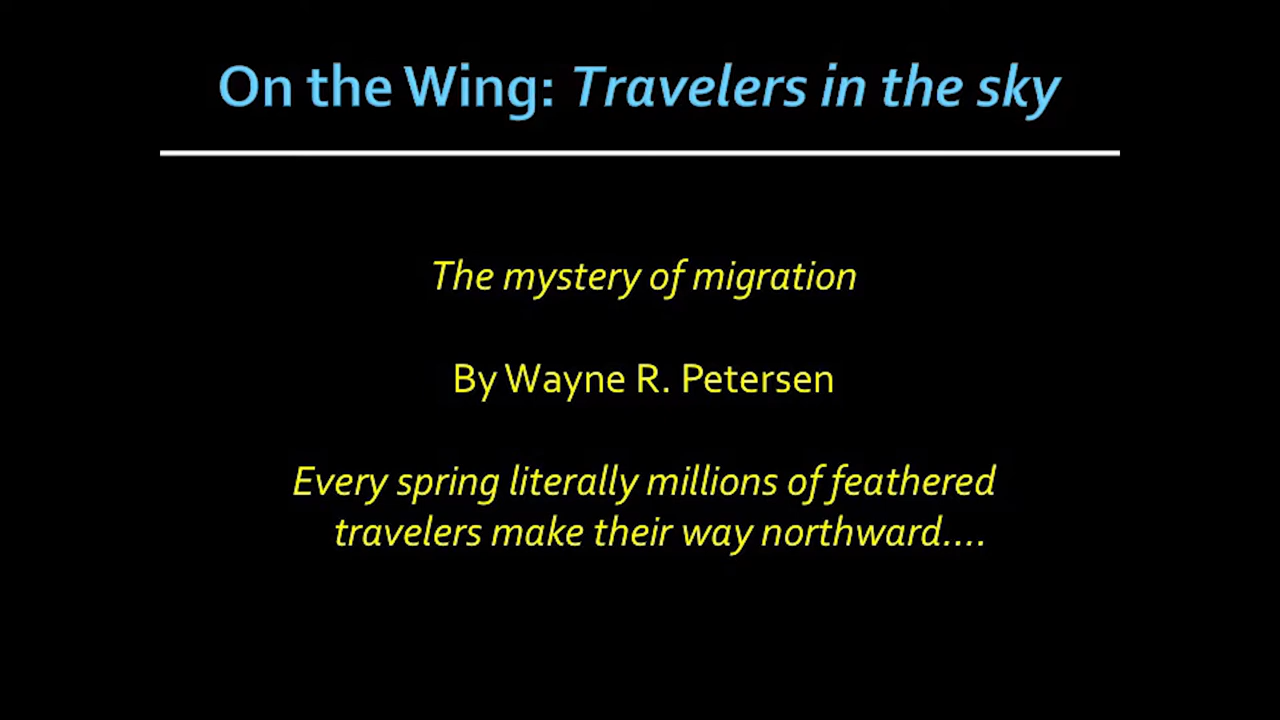 On the Wing: Travelers in the sky
The mystery of migration
By Wayne R. Petersen
Every spring literally millions of feathered
travelers make their way northward....